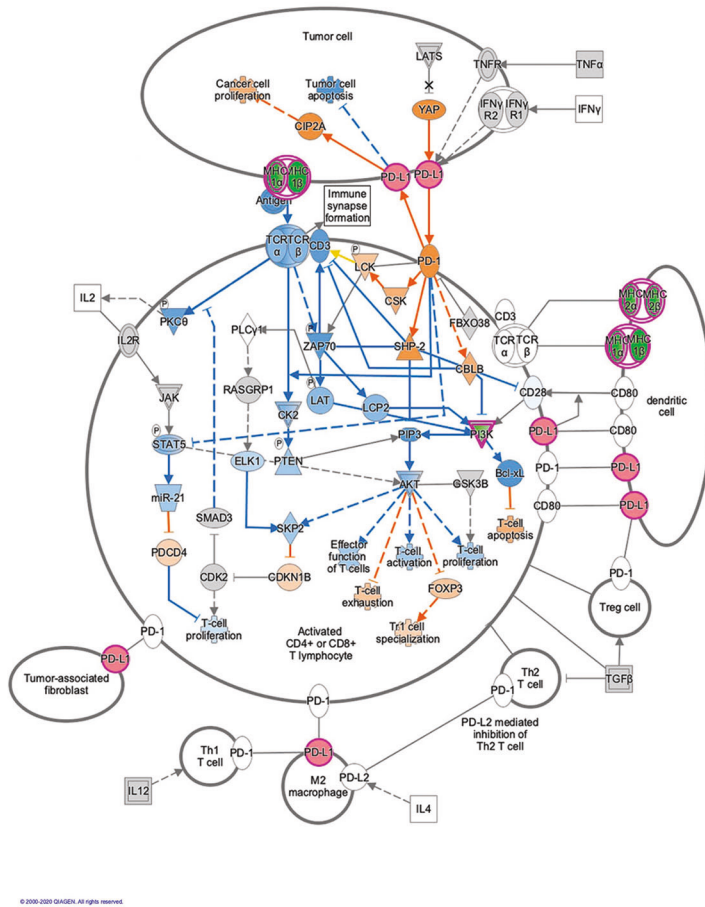 Tumor cell
LATS
TNFR
TNFα
Cancer cell
proliferation
Tumor cell
apoptosis
YAP
IFNγ
R2
IFNγ
R1
IFNγ
CIP2A
MHC
1α
MHC
1β
PD-L1
PD-L1
Antigen
Immune
synapse
formation
TCR
α
TCR
β
CD3
P
LCK
PD-1
MHC
2α
MHC
2β
IL2
P
PKCθ
CSK
CD3
FBXO38
PLCγ1
P
ZAP70
SHP-2
TCR
α
TCR
β
MHC
1α
MHC
1β
IL2R
CBLB
RASGRP1
P
LAT
LCP2
CD28
CD80
dendritic
cell
JAK
CK2
PI3K
PD-L1
CD80
P
STAT5
P
PTEN
PIP3
ELK1
Bcl-xL
PD-1
PD-L1
miR-21
AKT
GSK3B
CD80
PD-L1
SMAD3
SKP2
T-cell
apoptosis
PDCD4
Effector
function
of T cells
T-cell
activation
T-cell
proliferation
CDK2
CDKN1B
T-cell
exhaustion
FOXP3
PD-1
Treg cell
T-cell
proliferation
Tr1 cell
specialization
PD-1
Activated
CD4+ or CD8+
T lymphocyte
PD-L1
Tumor-associated
fibroblast
Th2
T cell
PD-1
TGFβ
PD-1
PD-L2 mediated
inhibition of
Th2 T cell
Th1
T cell
PD-1
PD-L1
M2
macrophage
PD-L2
IL12
IL4
© 2000-2020 QIAGEN. All rights reserved.